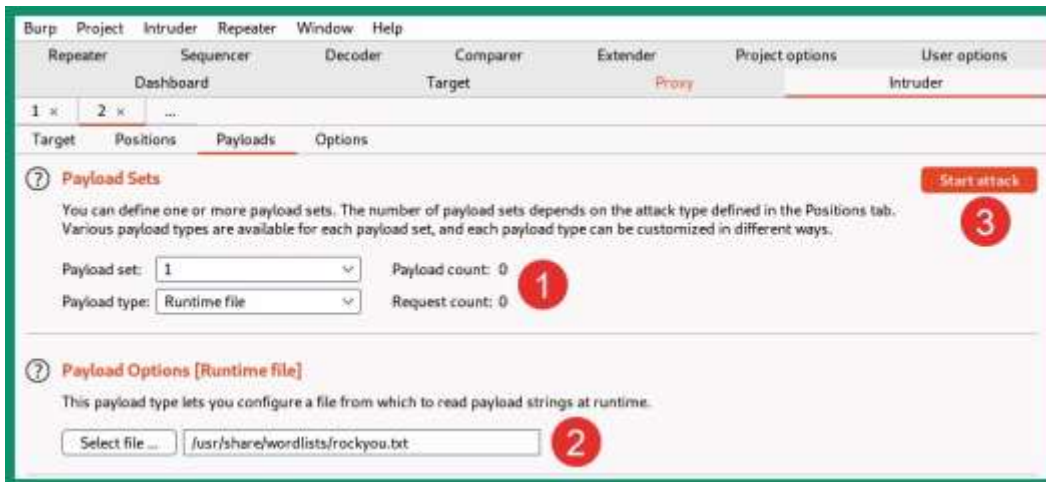 Burp Project Intruder Repeater Window Help
Repeater Sequencer Decoder Comparer Extender Project options User options
Dashboard Target Proxy Intruder
1 × 2 × ...
Target Positions Payloads Options
? Payload Sets Start attack
You can define one or more payload sets. The number of payload sets depends on the attack type defined in the Positions tab. 3
Various payload types are available for each payload set, and each payload type can be customized in different ways.
Payload set: 1 Payload count: 0 1
Payload type: Runtime file Request count: 0
? Payload Options [Runtime file]
This payload type lets you configure a file from which to read payload strings at runtime.
Select file ... /usr/share/wordlists/rockyou.txt 2